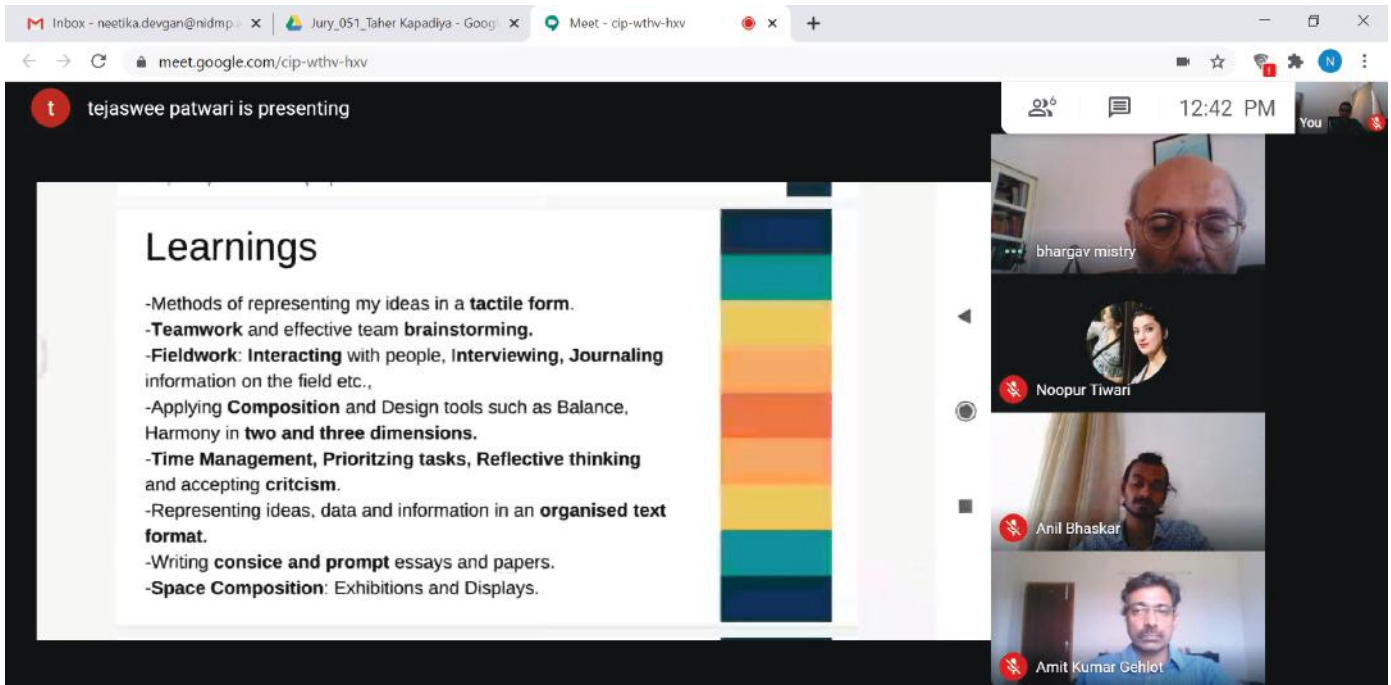 Inbox - neetika.devgan@nidmp.a
Jury_051_Taher Kapadiya - Goog
Meet - cip-wthv-hxv
meet.google.com/cip-wthv-hxv
N
t
tejaswee patwari is presenting
6
12:42 PM
You
Learnings
-Methods of representing my ideas in a tactile form.
-Teamwork and effective team brainstorming.
-Fieldwork: Interacting with people, Interviewing, Journaling
information on the field etc.,
-Applying Composition and Design tools such as Balance,
Harmony in two and three dimensions.
-Time Management, Prioritzing tasks, Reflective thinking
and accepting critcism.
-Representing ideas, data and information in an organised text
format.
-Writing consice and prompt essays and papers.
-Space Composition: Exhibitions and Displays.
bhargav mistry
Noopur Tiwari
Anil Bhaskar
Amit Kumar Gehlot